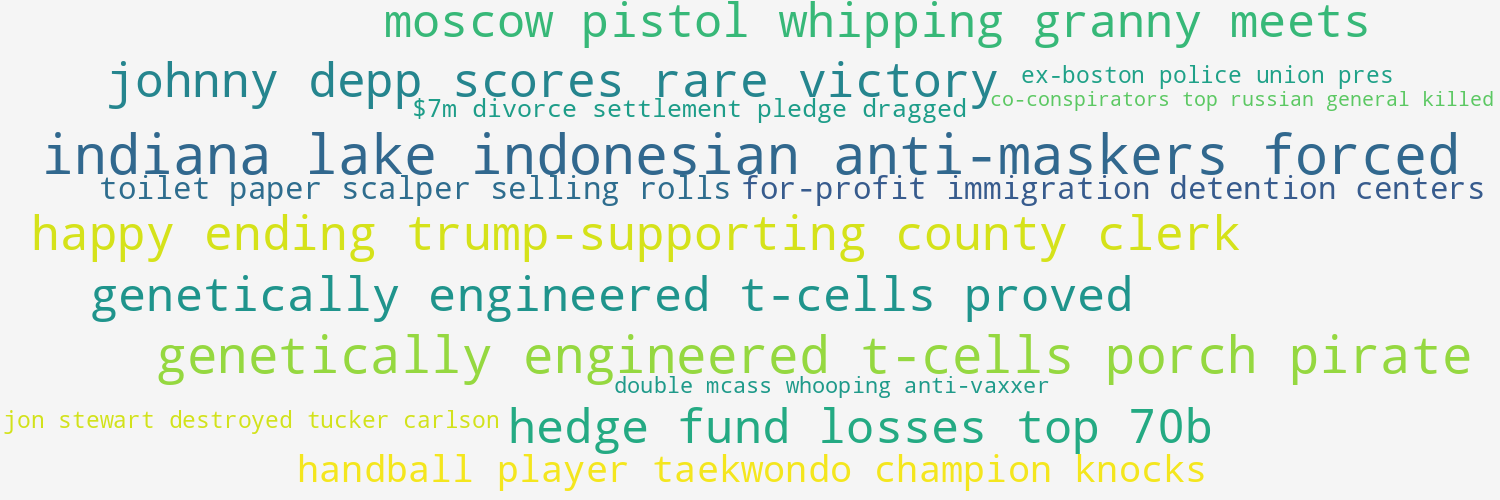 moscow pistol whipping granny meets
johnny depp scores rare victory
ex-boston police union pres
$7m divorce settlement pledge dragged
co-conspirators top russian general killed
indiana lake indonesian anti-maskers forced
toilet paper scalper selling rolls
for-profit immigration detention centers
happy ending trump-supporting county clerk
genetically engineered t-cells proved
genetically engineered t-cells porch pirate
double mcass whooping anti-vaxxer
jon stewart destroyed tucker carlson
hedge fund losses top 70b
handball player taekwondo champion knocks